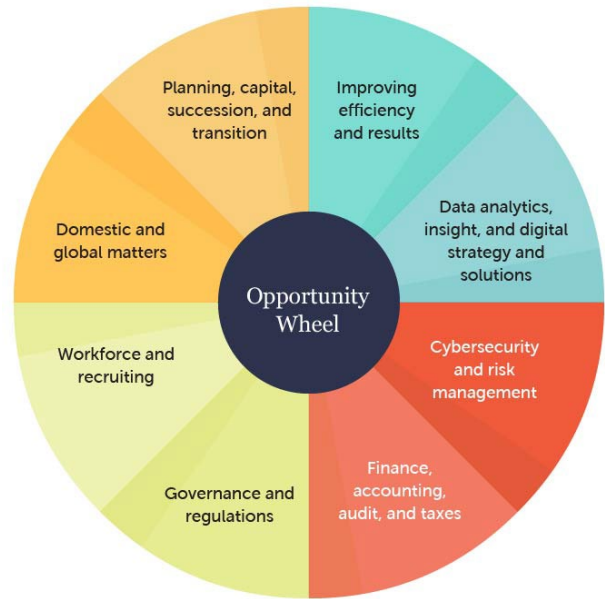 Planning, capital,
succession, and
transition
Improving
efficiency
and results
Data analytics,
insight, and digital
strategy and
solutions
Cybersecurity
and risk
management
Finance,
accounting,
audit, and taxes
Governance and
regulations
Workforce and
recruiting
Domestic and
global matters
Opportunity
Wheel